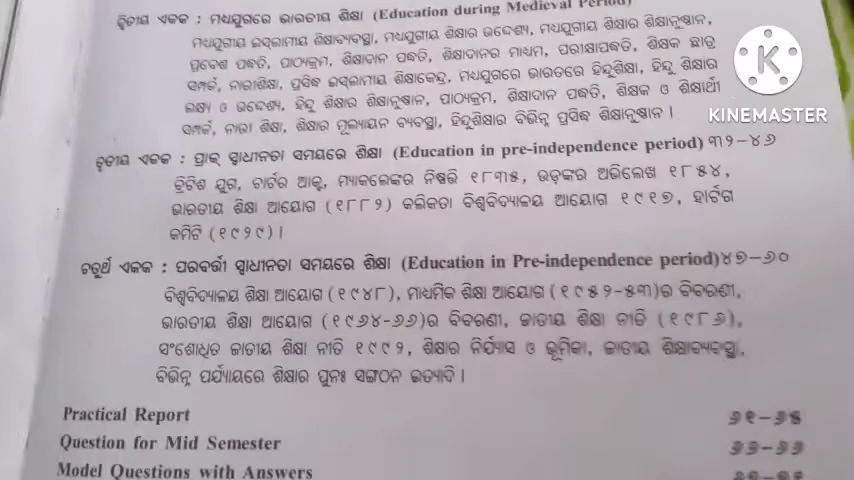 ଦ୍ବିତୀୟ ଏକକ : ମଧ୍ୟଯୁଗରେ ଭାରତୀୟ ଶିକ୍ଷା (Education during Medieval Period)
ମଧ୍ୟଯୁଗୀୟ ଇସ୍ଲାମୀୟ ଶିକ୍ଷାବ୍ୟବସ୍ଥା, ମଧ୍ୟଯୁଗୀୟ ଶିକ୍ଷାର ଉଦ୍ଦେଶ୍ୟ, ମଧ୍ୟଯୁଗୀୟ ଶିକ୍ଷାର ଶିକ୍ଷାନୁଷ୍ଠାନ,
ପ୍ରବେଶ ପଦ୍ଧତି, ପାଠ୍ୟକ୍ରମ, ଶିକ୍ଷାଦାନ ପଦ୍ଧତି, ଶିକ୍ଷାଦାନର ମାଧ୍ୟମ, ପରୀକ୍ଷାପଦ୍ଧତି, ଶିକ୍ଷକ ଛାତ୍ର
ସମ୍ପର୍କ, ନାରୀଶିକ୍ଷା, ପ୍ରସିଦ୍ଧ ଇସ୍ଲାମୀୟ ଶିକ୍ଷାକେନ୍ଦ୍ର, ମଧ୍ୟଯୁଗରେ ଭାରତରେ ହିନ୍ଦୁଶିକ୍ଷା, ହିନ୍ଦୁ ଶିକ୍ଷାର
ଲକ୍ଷ୍ୟ ଓ ଉଦ୍ଦେଶ୍ୟ, ହିନ୍ଦୁ ଶିକ୍ଷାର ଶିକ୍ଷାନୁଷ୍ଠାନ, ପାଠ୍ୟକ୍ରମ, ଶିକ୍ଷାଦାନ ପଦ୍ଧତି, ଶିକ୍ଷକ ଓ ଶିକ୍ଷାର୍ଥୀ
ସମ୍ପର୍କ, ନାରୀ ଶିକ୍ଷା, ଶିକ୍ଷାର ମୂଲ୍ୟାୟନ ବ୍ୟବସ୍ଥା, ହିନ୍ଦୁଶିକ୍ଷାର ବିଭିନ୍ନ ପ୍ରସିଦ୍ଧ ଶିକ୍ଷାନୁଷ୍ଠାନ ।
KINEMASTER
ତୃତୀୟ ଏକକ : ପ୍ରାକ୍ ସ୍ୱାଧୀନତା ସମୟରେ ଶିକ୍ଷା (Education in pre-independence period) ୩୨-୪୬
ବ୍ରିଟିଶ ଯୁଗ, ଚାର୍ଟର ଆକ୍ଟ, ମ୍ୟାକଲେଙ୍କର ନିଷ୍ପତ୍ତି ୧୮୩୫, ଉଡ଼ଙ୍କର ଅଭିଲେଖ ୧୮୫୪,
ଭାରତୀୟ ଶିକ୍ଷା ଆୟୋଗ (୧୮୮୨) କଲିକତା ବିଶ୍ୱବିଦ୍ୟାଳୟ ଆୟୋଗ ୧୯୧୭, ହାର୍ଟଗ
କମିଟି (୧୯୨୯)।
ଚତୁର୍ଥ ଏକକ : ପରବର୍ତ୍ତୀ ସ୍ୱାଧୀନତା ସମୟରେ ଶିକ୍ଷା (Education in Pre-independence period)୪୭-୬୦
ବିଶ୍ୱବିଦ୍ୟାଳୟ ଶିକ୍ଷା ଆୟୋଗ (୧୯୪୮), ମାଧ୍ୟମିକ ଶିକ୍ଷା ଆୟୋଗ (୧୯୫୨-୫୩)ର ବିବରଣୀ,
ଭାରତୀୟ ଶିକ୍ଷା ଆୟୋଗ (୧୯୬୪-୬୬)ର ବିବରଣୀ, ଜାତୀୟ ଶିକ୍ଷା ନୀତି (୧୯୮୬),
ସଂଶୋଧିତ ଜାତୀୟ ଶିକ୍ଷା ନୀତି ୧୯୯୨, ଶିକ୍ଷାର ନିର୍ଯ୍ୟାସ ଓ ଭୂମିକା, ଜାତୀୟ ଶିକ୍ଷାବ୍ୟବସ୍ଥା,
ବିଭିନ୍ନ ପର୍ଯ୍ୟାୟରେ ଶିକ୍ଷାର ପୁନଃ ସଙ୍ଗଠନ ଇତ୍ୟାଦି ।
Practical Report ୬୧-୬୫
Question for Mid Semester ୬୬-୬୬
Model Questions with Answers